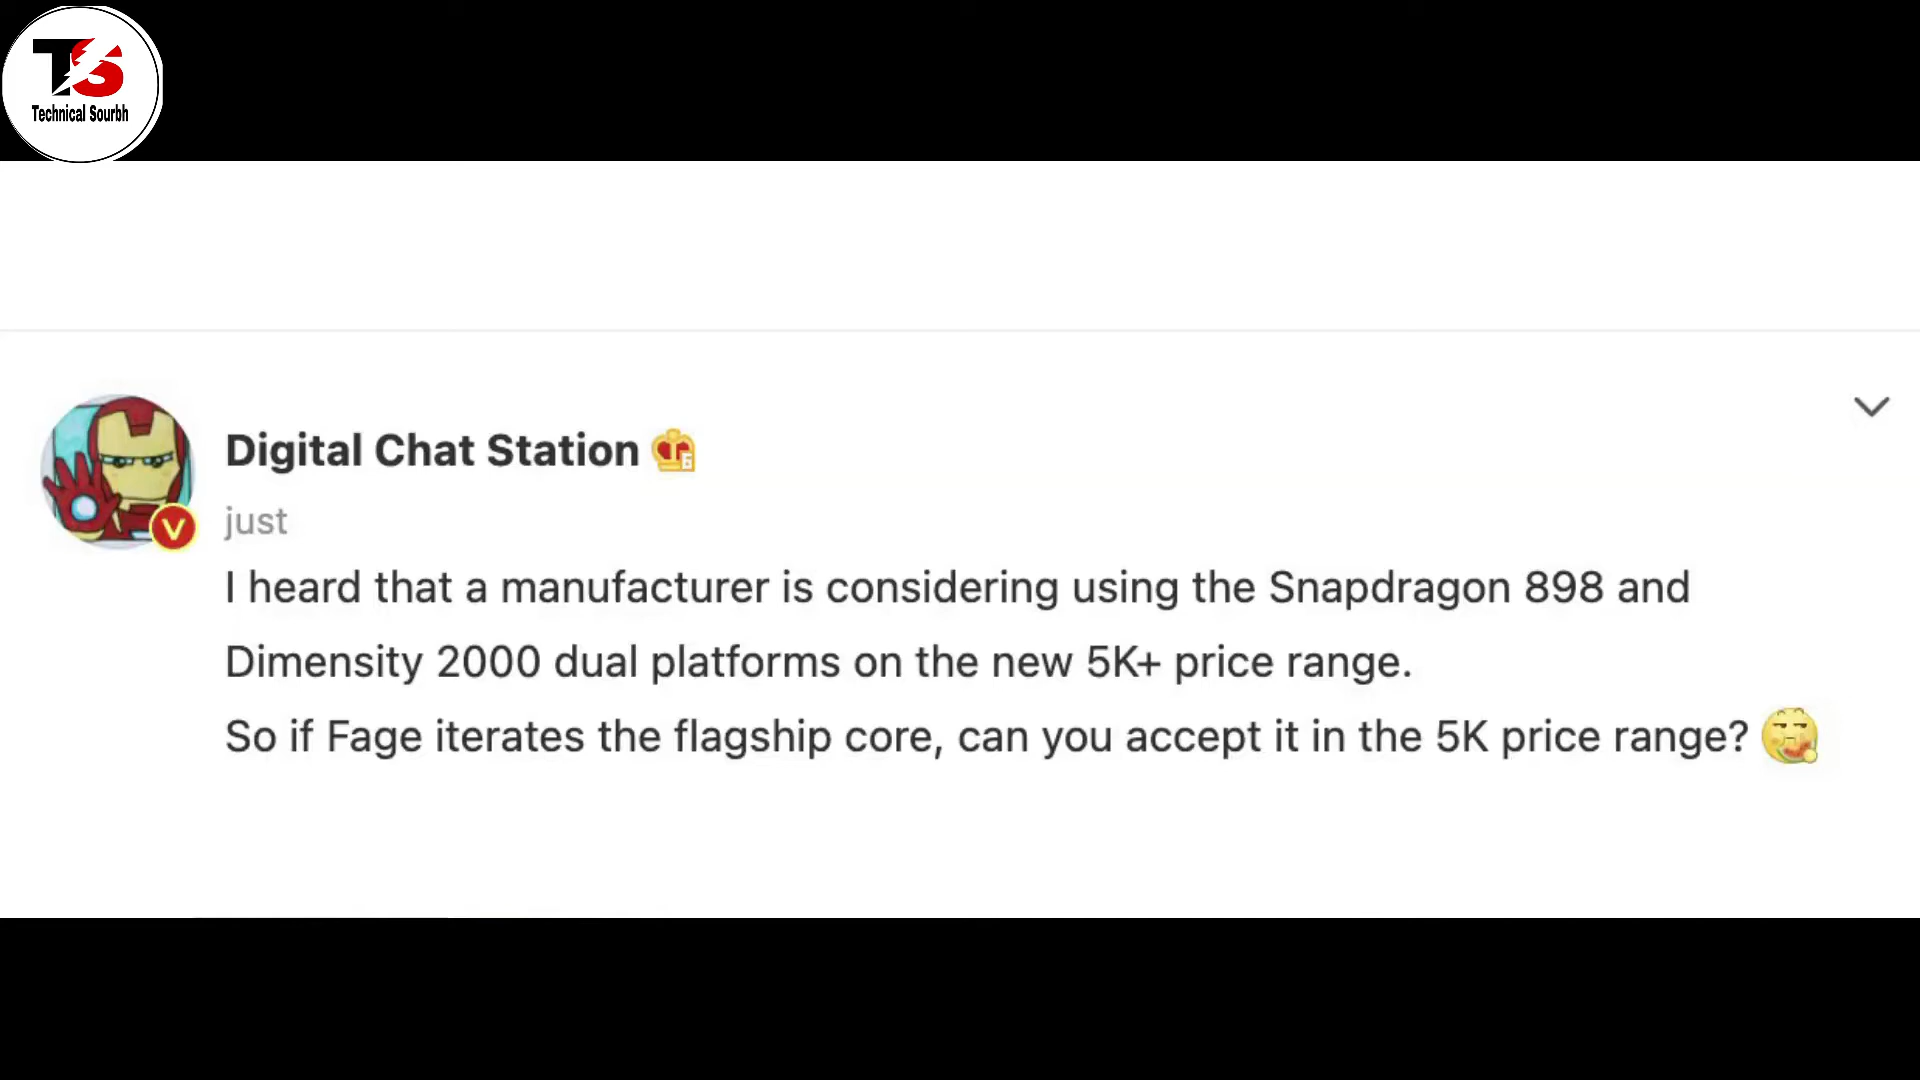 TS
Technical Sourbh
Digital Chat Station
6
V
just
I heard that a manufacturer is considering using the Snapdragon 898 and
Dimensity 2000 dual platforms on the new 5K+ price range.
So if Fage iterates the flagship core, can you accept it in the 5K price range?